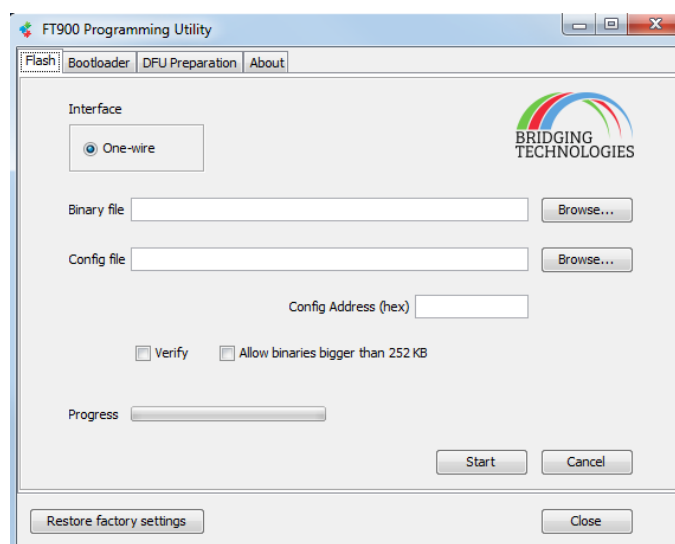 FT900 Programming Utility
Flash Bootloader DFU Preparation About
Interface
One-wire
BRIDGING
TECHNOLOGIES
Binary file Browse...
Config file Browse...
Config Address (hex)
Verify Allow binaries bigger than 252 KB
Progress
Start Cancel
Restore factory settings Close